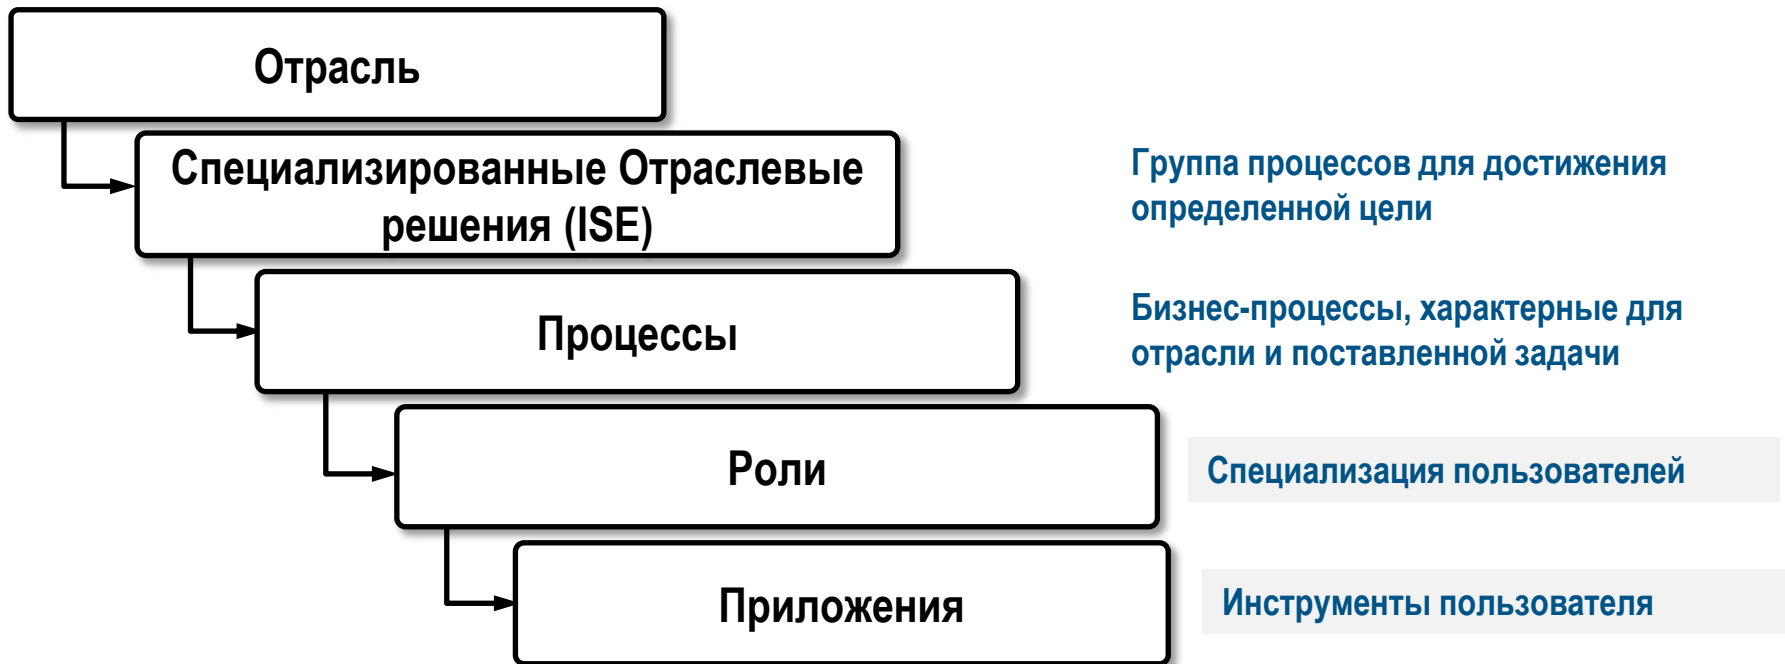 Отрасль
Специализированные Отраслевые
решения (ISE)
Группа процессов для достижения
определенной цели
Процессы
Бизнес-процессы, характерные для
отрасли и поставленной задачи
Роли
Специализация пользователей
Приложения
Инструменты пользователя